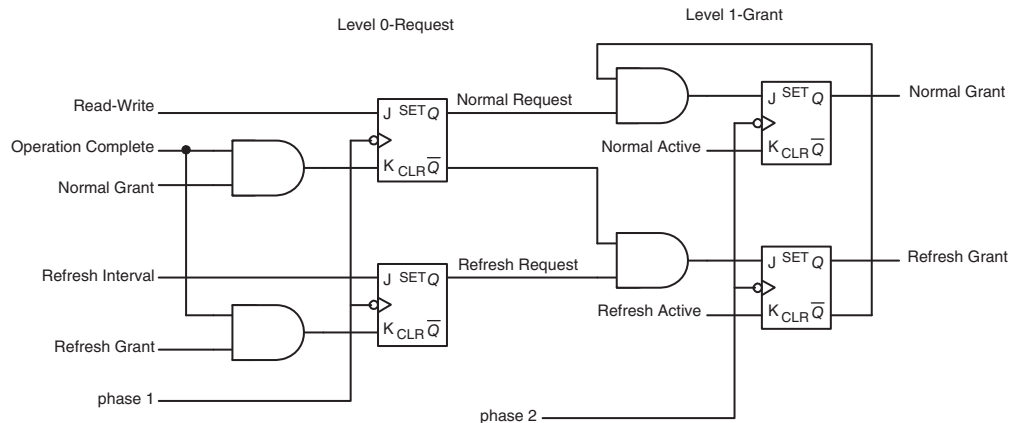 Level 0-Request
Level 1-Grant
Read-Write
J SET Q
Normal Request
J SET Q
Normal Grant
Operation Complete
K CLR Q
Normal Active
K CLR Q
Normal Grant
Refresh Interval
J SET Q
Refresh Request
J SET Q
Refresh Grant
K CLR Q
Refresh Active
K CLR Q
Refresh Grant
phase 1
phase 2